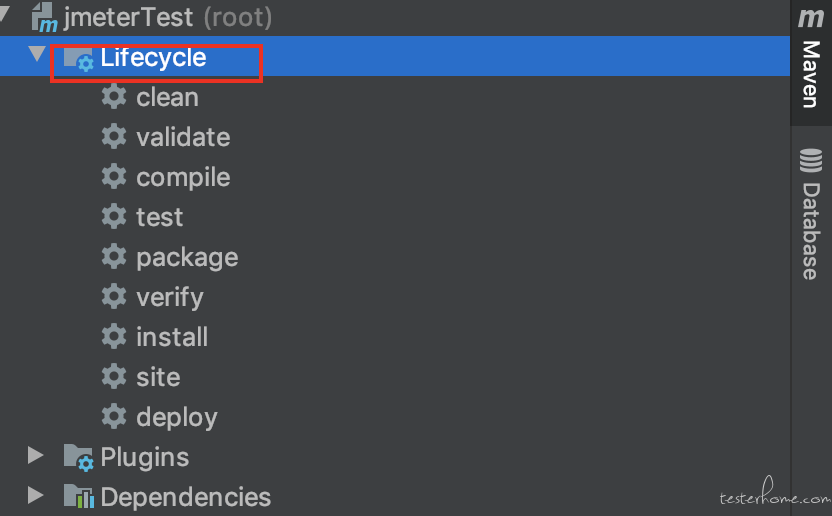 jmeterTest (root)
Lifecycle
clean
validate
compile
test
package
verify
install
site
deploy
Plugins
Dependencies
m
Maven
Database
testerhome.com